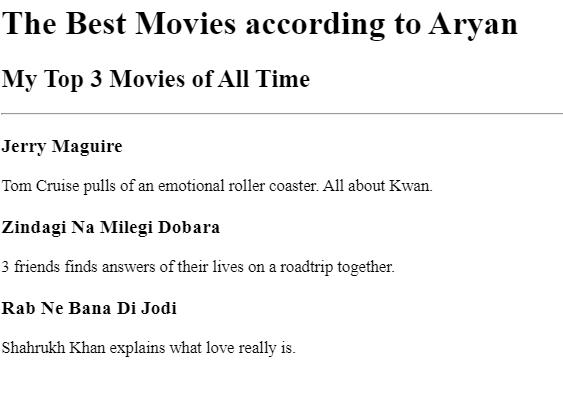 The Best Movies according to Aryan
My Top 3 Movies of All Time
Jerry Maguire
Tom Cruise pulls of an emotional roller coaster. All about Kwan.
Zindagi Na Milegi Dobara
3 friends finds answers of their lives on a roadtrip together.
Rab Ne Bana Di Jodi
Shahrukh Khan explains what love really is.